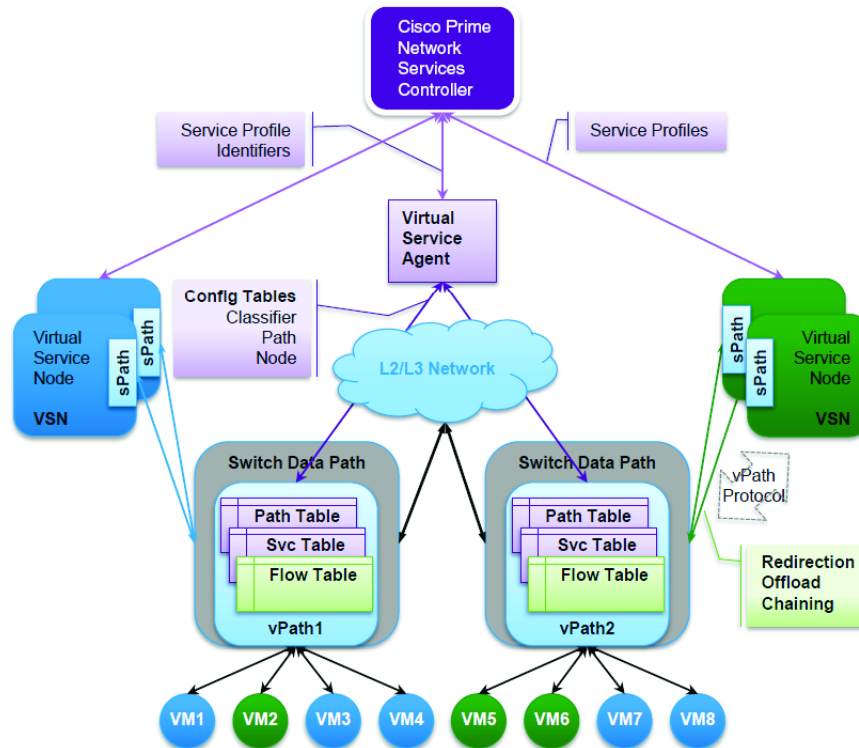 Cisco Prime
Network
Services
Controller
Service Profile
Identifiers
Service Profiles
Virtual
Service
Agent
Config Tables
Classifier
Path
Node
L2/L3 Network
sPath
Virtual
Service
Node
sPath
VSN
sPath
Virtual
Service
Node
sPath
VSN
Switch Data Path
Path Table
Svc Table
Flow Table
vPath1
Switch Data Path
Path Table
Svc Table
Flow Table
vPath2
vPath
Protocol
Redirection
Offload
Chaining
VM1
VM2
VM3
VM4
VM5
VM6
VM7
VM8